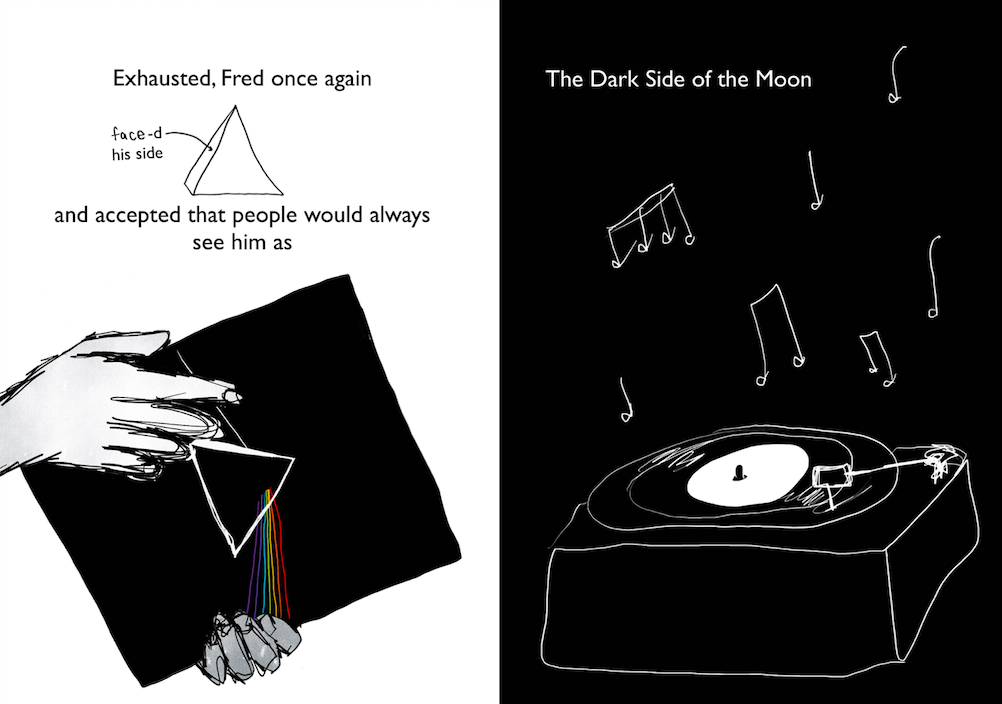 Exhausted, Fred once again
face-d
his side
and accepted that people would always
see him as
The Dark Side of the Moon